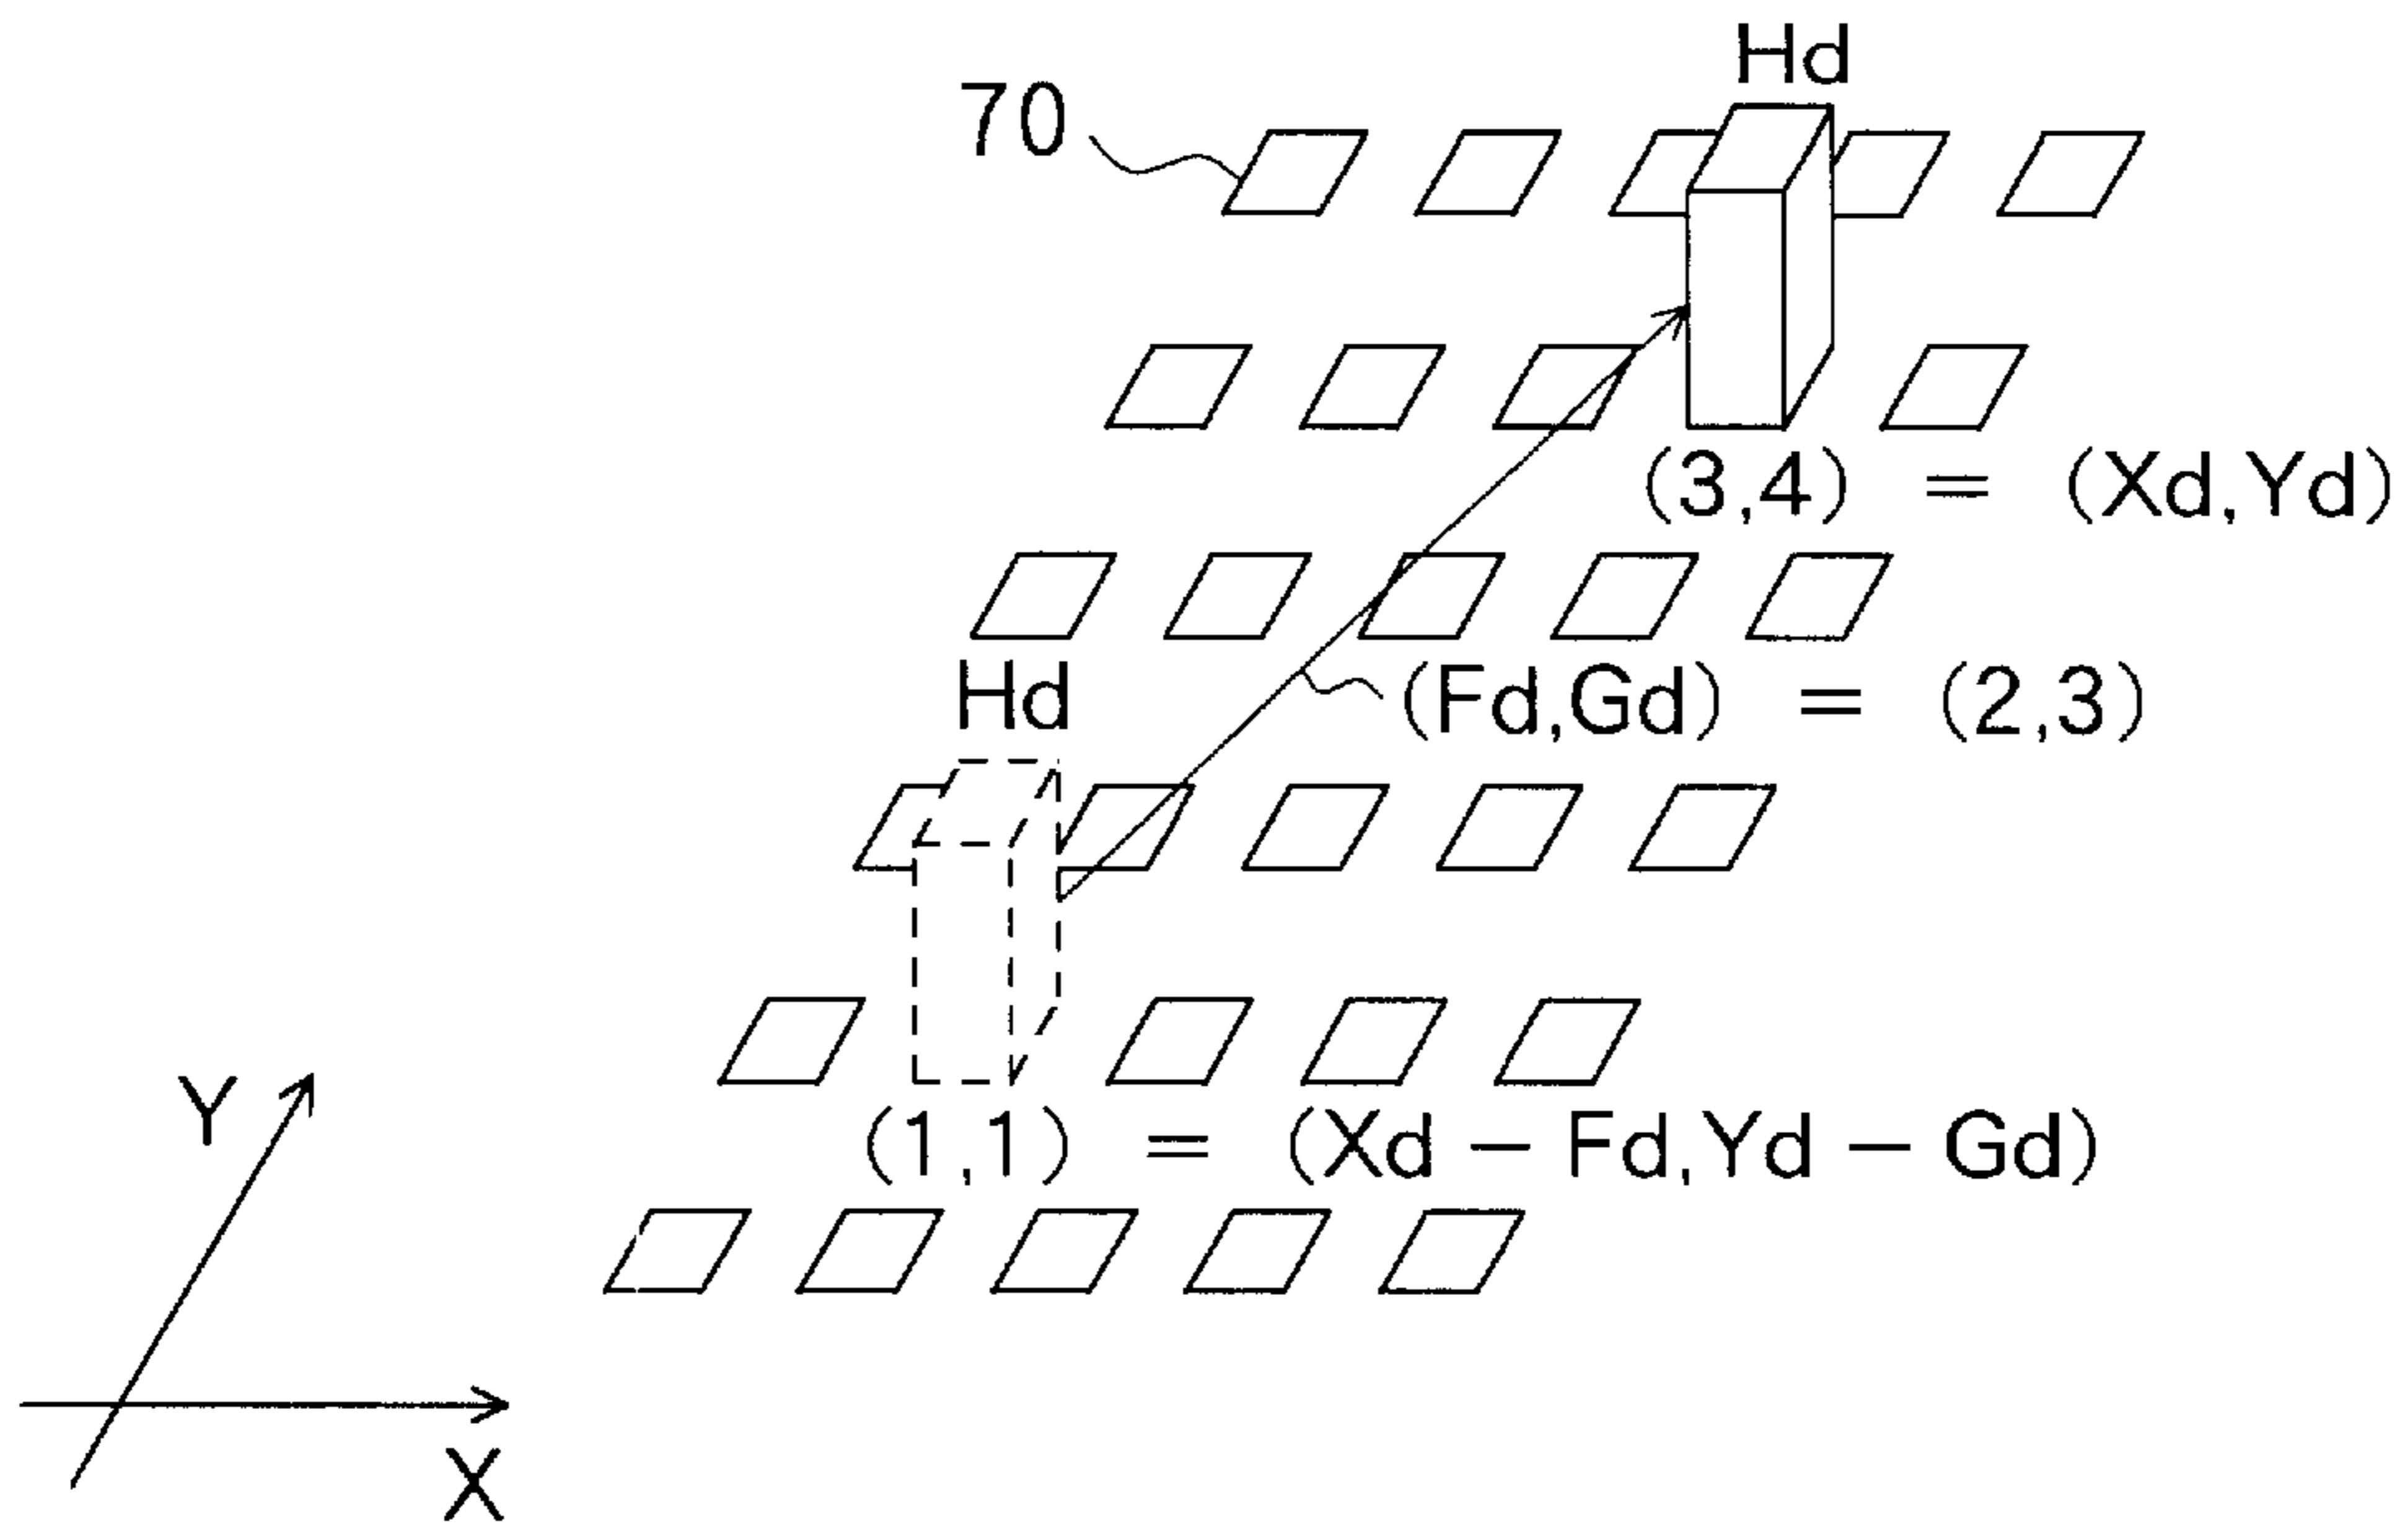 Hd
70
(3,4) = (Xd,Yd)
Hd
(Fd,Gd) = (2,3)
Y
(1,1) = (Xd − Fd,Yd − Gd)
X